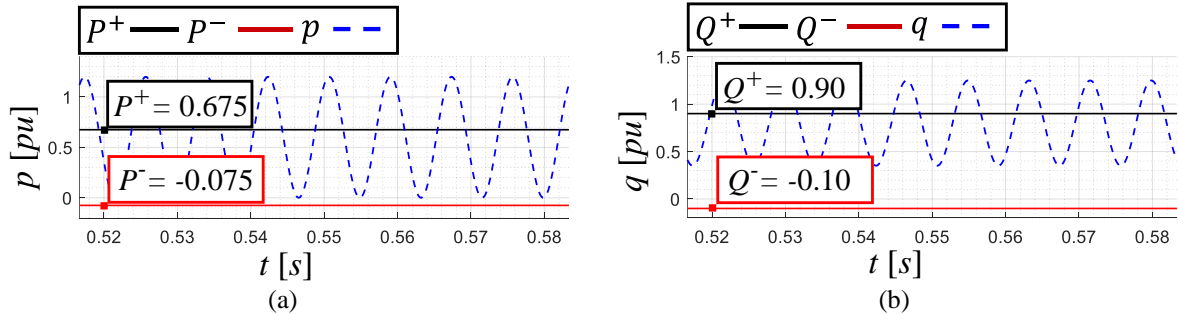 P⁺ P⁻ p
p [pu]
1
0.5
0
P⁺ = 0.675
P⁻ = -0.075
0.52 0.53 0.54 0.55 0.56 0.57 0.58
t [s]
(a)
Q⁺ Q⁻ q
q [pu]
1.5
1
0.5
0
Q⁺ = 0.90
Q⁻ = -0.10
0.52 0.53 0.54 0.55 0.56 0.57 0.58
t [s]
(b)